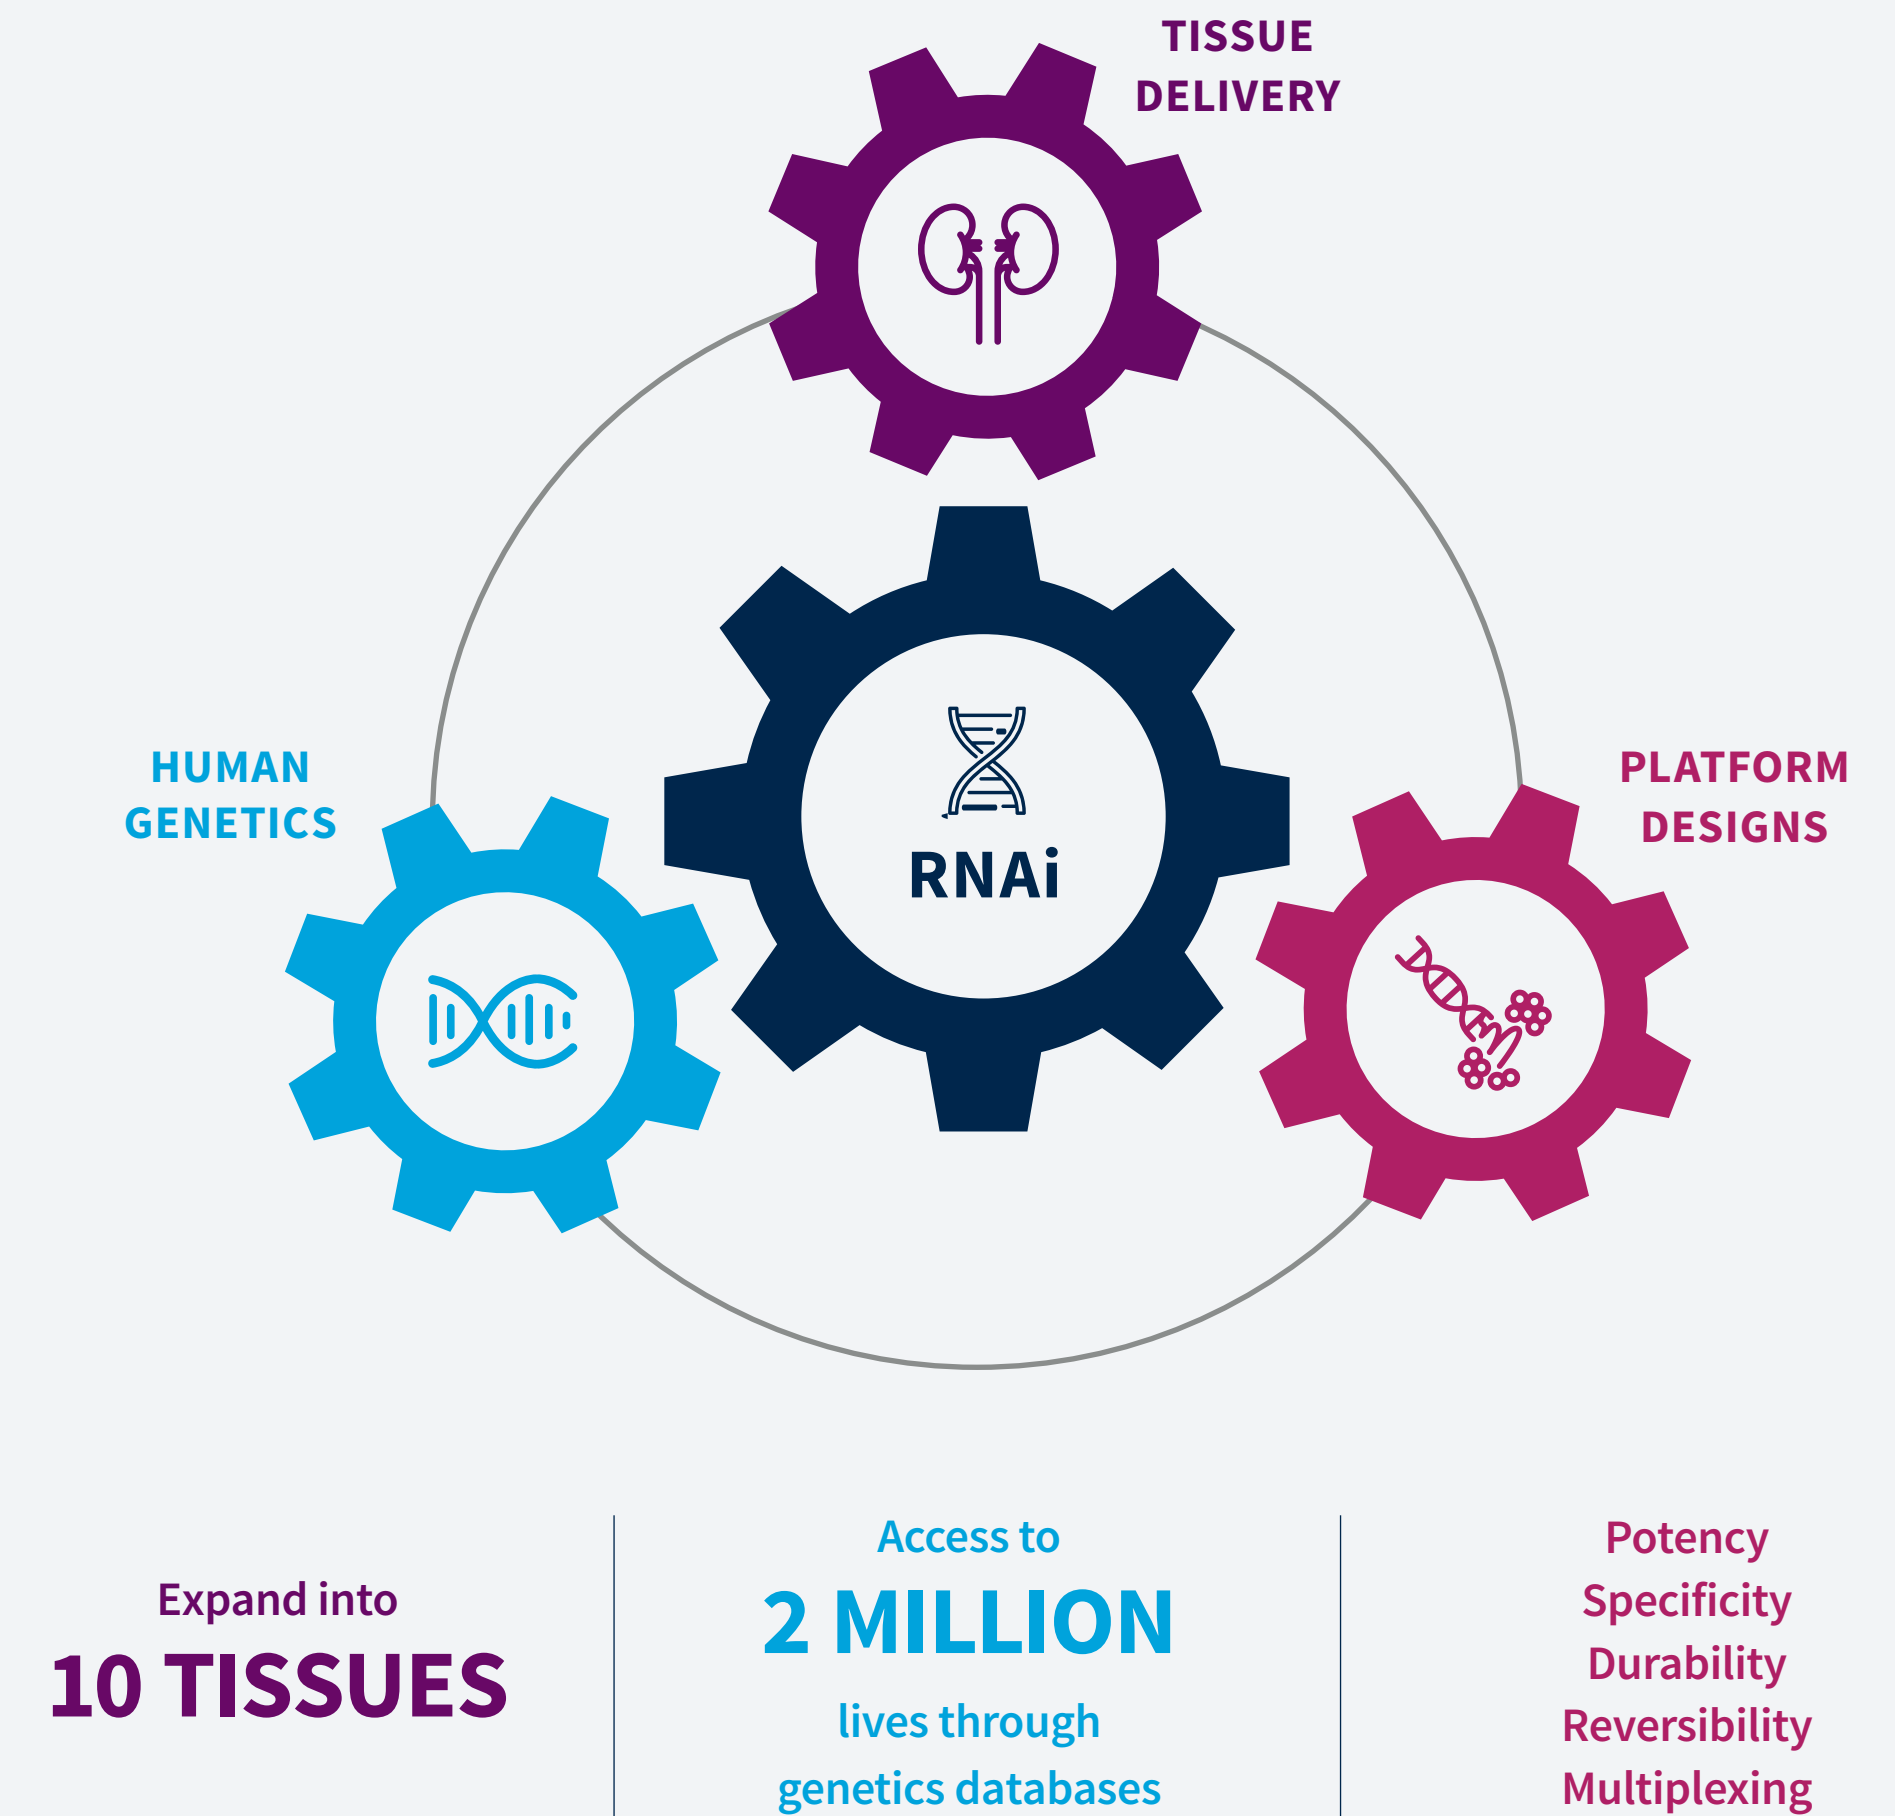 TISSUE
DELIVERY
HUMAN
GENETICS
PLATFORM
DESIGNS
RNAi
Expand into
10 TISSUES
Access to
2 MILLION
lives through
genetics databases
Potency
Specificity
Durability
Reversibility
Multiplexing